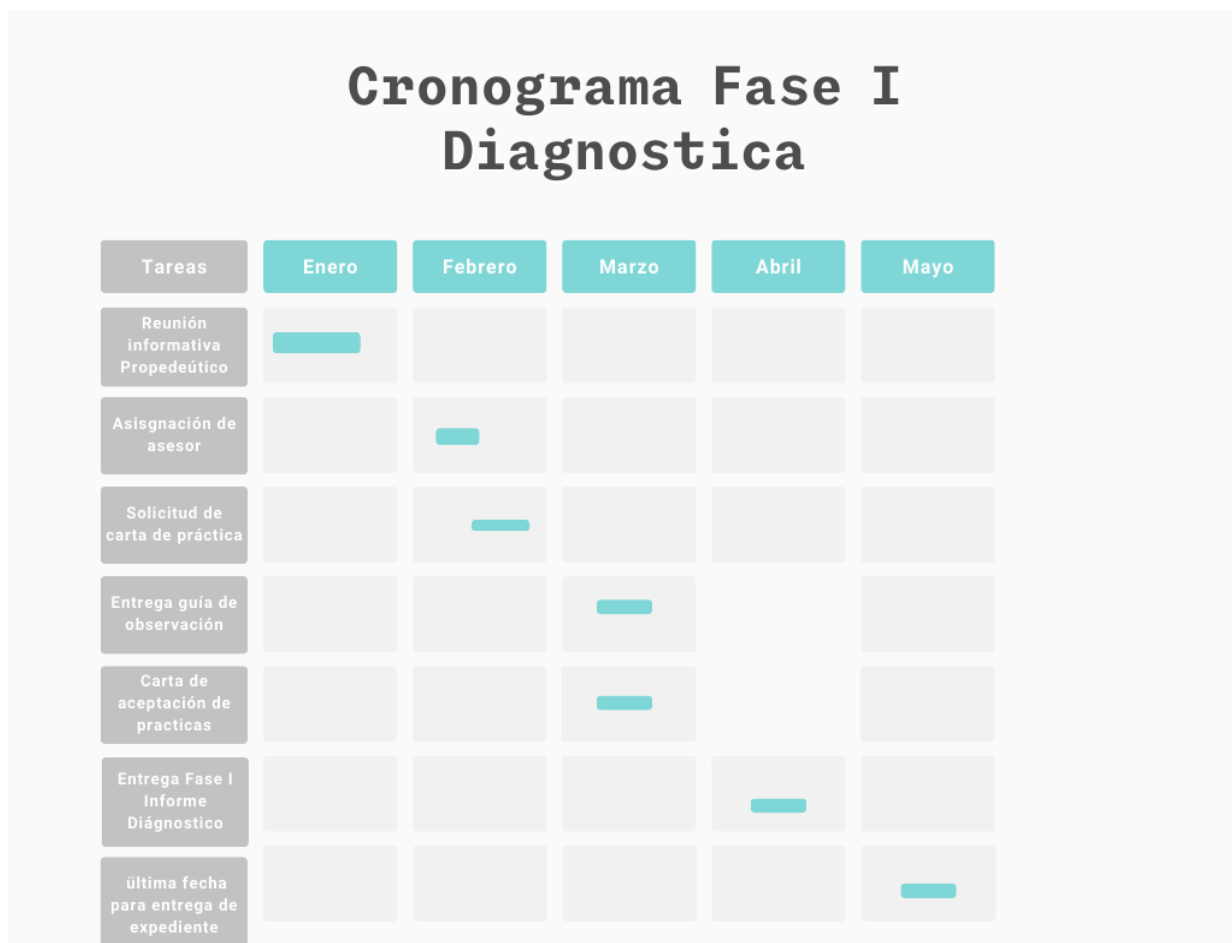 Cronograma Fase I
Diagnostica
Tareas
Enero
Febrero
Marzo
Abril
Mayo
Reunión
informativa
Propedeútico
Asisgnación de
asesor
Solicitud de
carta de práctica
Entrega guía de
observación
Carta de
aceptación de
practicas
Entrega Fase I
Informe
Diágnostico
ültima fecha
para entrega de
expediente